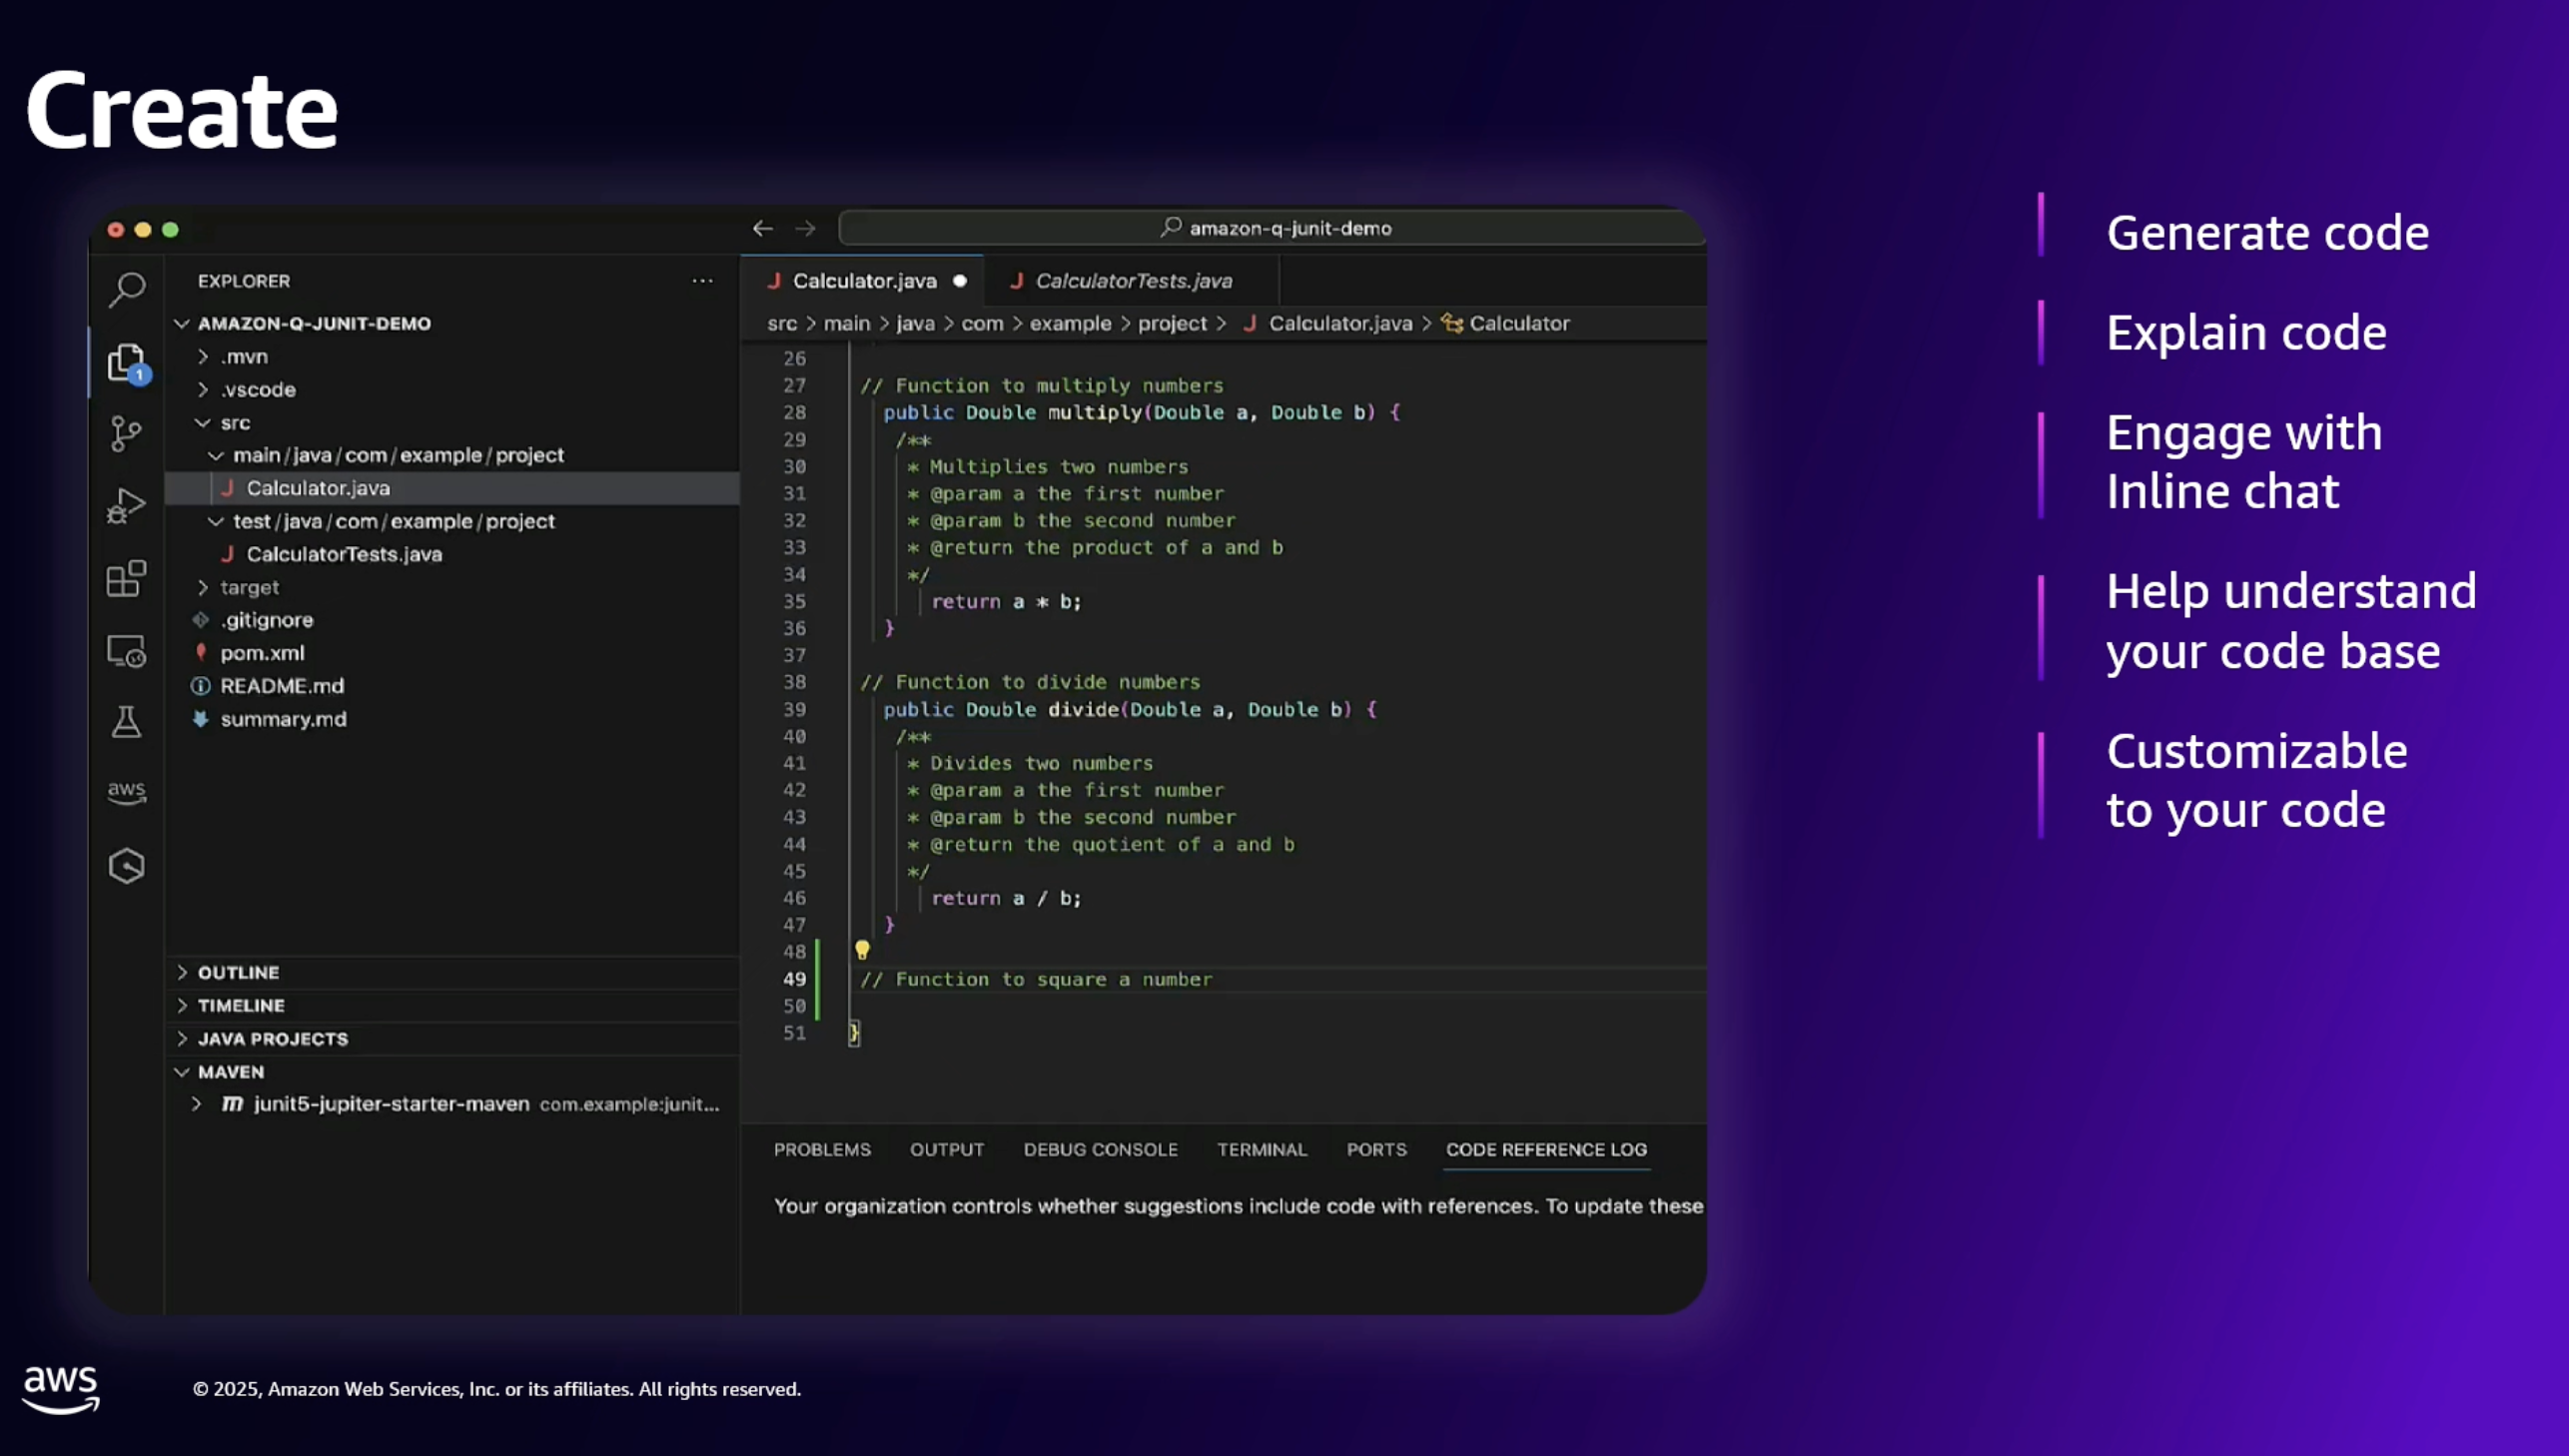 Create
amazon-q-junit-demo
EXPLORER ...
AMAZON-Q-JUNIT-DEMO
.mvn
.vscode
src
main/java/com/example/project
J Calculator.java
test/java/com/example/project
J CalculatorTests.java
target
.gitignore
pom.xml
README.md
summary.md
1
aws
OUTLINE
TIMELINE
JAVA PROJECTS
MAVEN
m junit5-jupiter-starter-maven com.example:junit...
J Calculator.java
J CalculatorTests.java
src > main > java > com > example > project > J Calculator.java > Calculator
26
27 // Function to multiply numbers
28 public Double multiply(Double a, Double b) {
29 /**
30 * Multiplies two numbers
31 * @param a the first number
32 * @param b the second number
33 * @return the product of a and b
34 */
35 return a * b;
36 }
37
38 // Function to divide numbers
39 public Double divide(Double a, Double b) {
40 /**
41 * Divides two numbers
42 * @param a the first number
43 * @param b the second number
44 * @return the quotient of a and b
45 */
46 return a / b;
47 }
48
49 // Function to square a number
50
51 }
PROBLEMS OUTPUT DEBUG CONSOLE TERMINAL PORTS CODE REFERENCE LOG
Your organization controls whether suggestions include code with references. To update these
Generate code
Explain code
Engage with
Inline chat
Help understand
your code base
Customizable
to your code
aws
© 2025, Amazon Web Services, Inc. or its affiliates. All rights reserved.